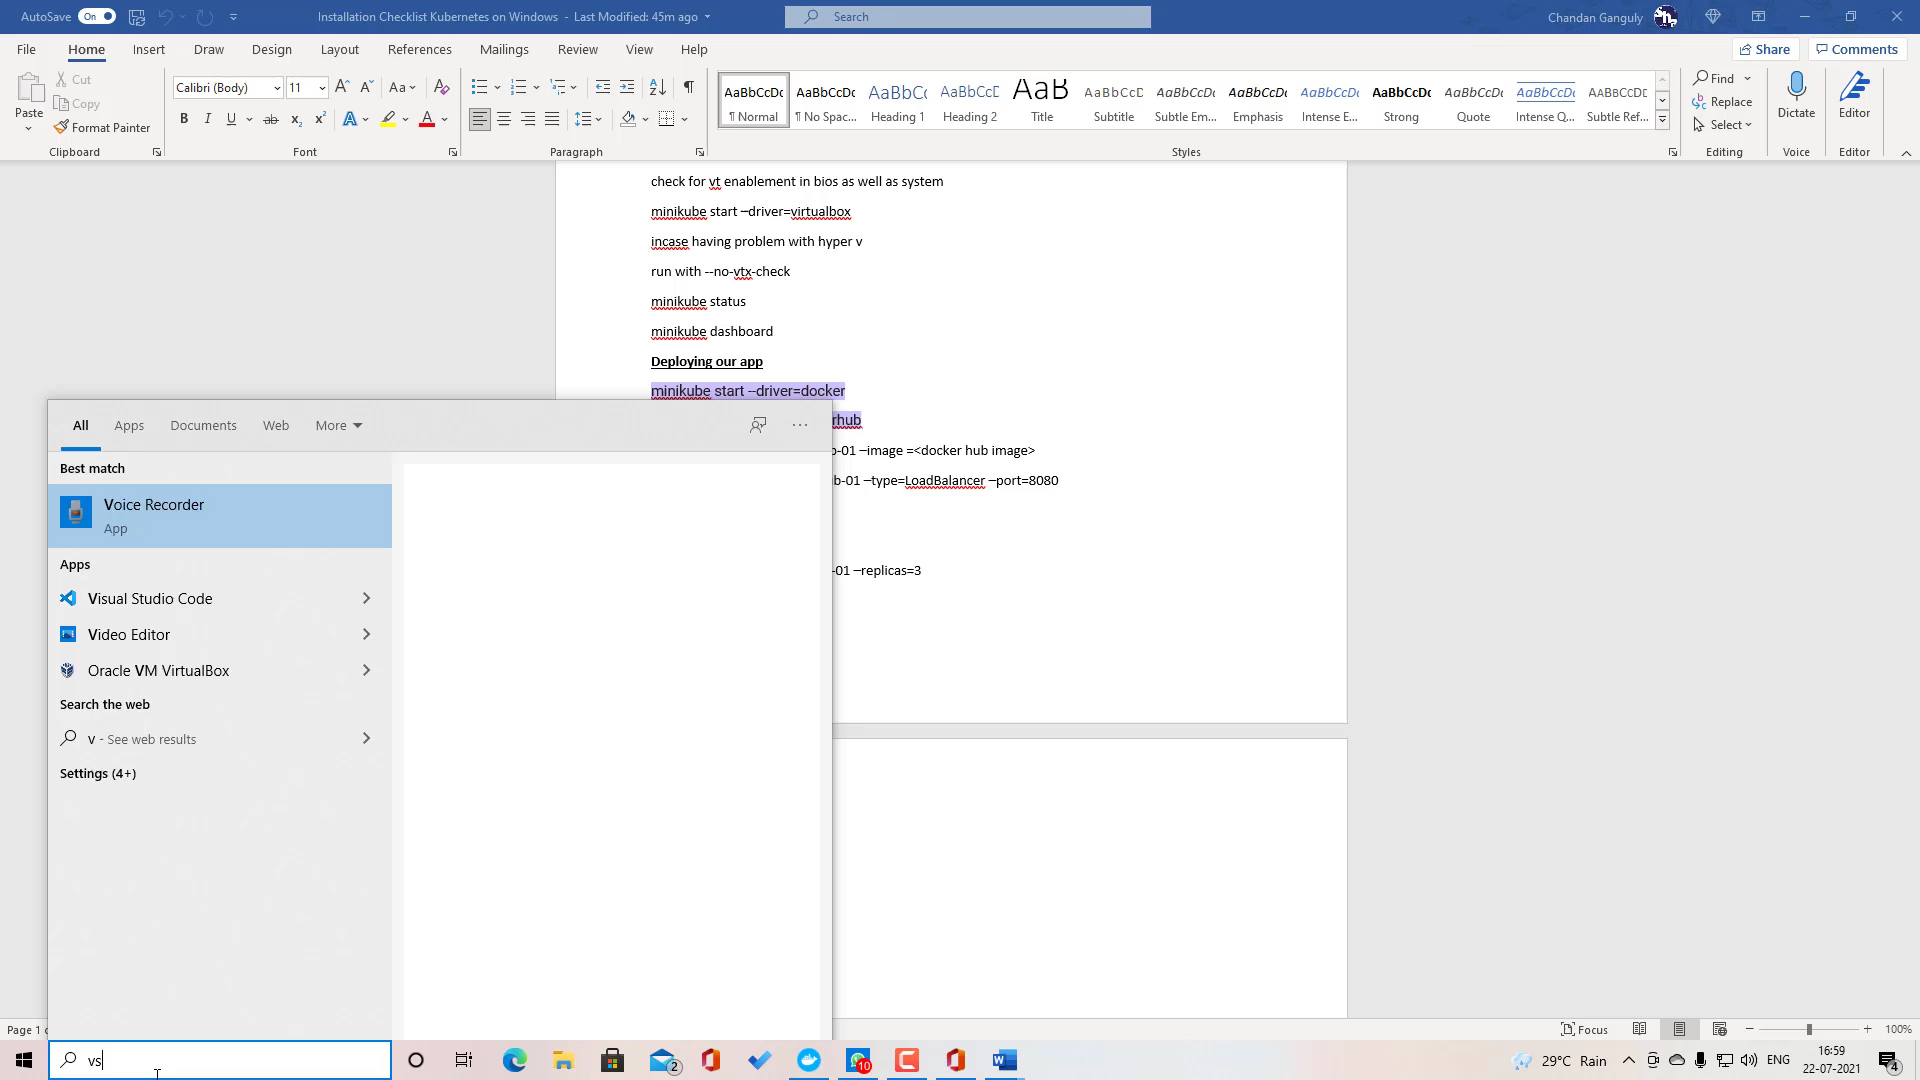 AutoSave On Installation Checklist Kubernetes on Windows - Last Modified: 45m ago Search Chandan Ganguly
File Home Insert Draw Design Layout References Mailings Review View Help Share Comments
Paste Cut Copy Format Painter
Calibri (Body) 11
AaBbCcDc AaBbCcDc AaBbCc AaBbCcD AaB AaBbCcD AaBbCcDc AaBbCcDc AaBbCcDc AaBbCcDc AaBbCcDc AaBbCcDc AaBbCcDc
¶ Normal ¶ No Spac... Heading 1 Heading 2 Title Subtitle Subtle Em... Emphasis Intense E... Strong Quote Intense Q... Subtle Ref...
Find Replace Select
Dictate Editor
Clipboard Font Paragraph Styles Editing Voice Editor
check for vt enablement in bios as well as system
minikube start –driver=virtualbox
incase having problem with hyper v
run with --no-vtx-check
minikube status
minikube dashboard
Deploying our app
minikube start --driver=docker
rhub
-01 –image =<docker hub image>
b-01 –type=LoadBalancer –port=8080
-01 –replicas=3
All Apps Documents Web More
Best match
Voice Recorder
App
Apps
Visual Studio Code
Video Editor
Oracle VM VirtualBox
Search the web
v - See web results
Settings (4+)
Page 1 Focus 100%
vs 2 10 29°C Rain ENG 16:59
22-07-2021 4